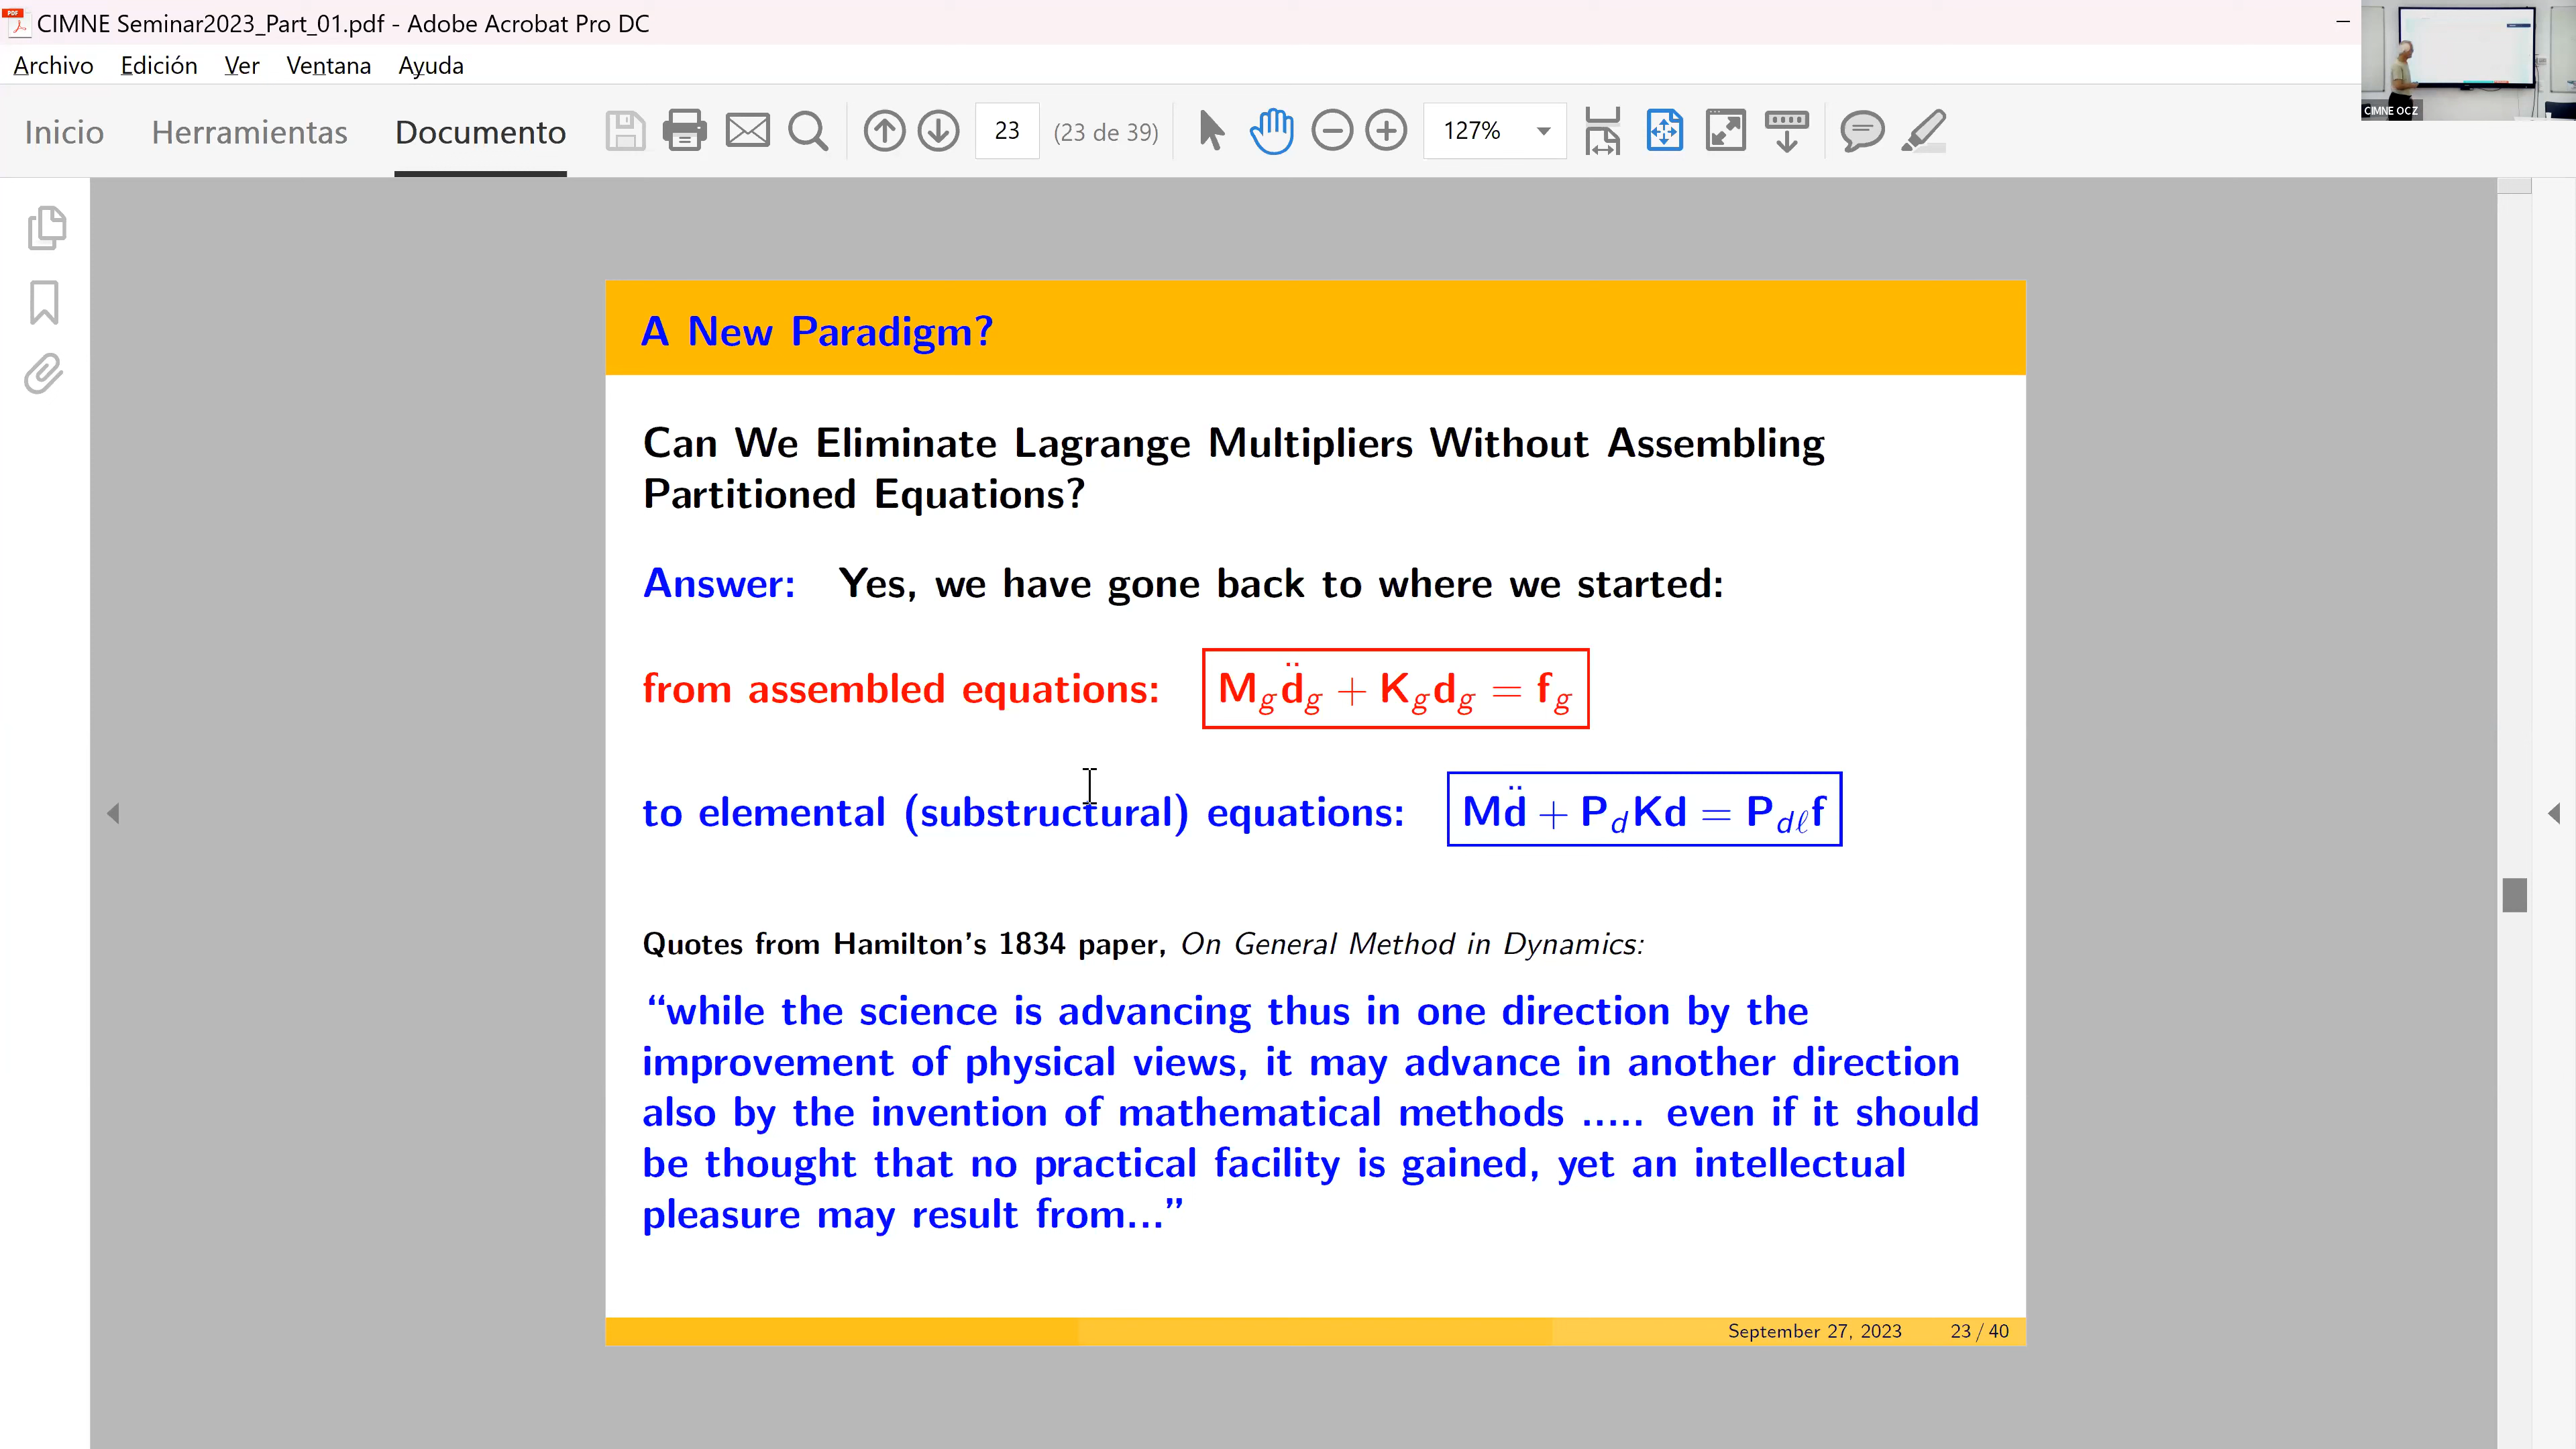 CIMNE Seminar2023_Part_01.pdf - Adobe Acrobat Pro DC
Archivo Edición Ver Ventana Ayuda
Inicio Herramientas Documento 23 (23 de 39) 127%
CIMNE OCZ
A New Paradigm?
Can We Eliminate Lagrange Multipliers Without Assembling
Partitioned Equations?
Answer: Yes, we have gone back to where we started:
from assembled equations: M_g d̈_g + K_g d_g = f_g
to elemental (substructural) equations: Md̈ + P_d Kd = P_dℓ f
Quotes from Hamilton's 1834 paper, On General Method in Dynamics:
“while the science is advancing thus in one direction by the
improvement of physical views, it may advance in another direction
also by the invention of mathematical methods ..... even if it should
be thought that no practical facility is gained, yet an intellectual
pleasure may result from...”
September 27, 2023 23 / 40